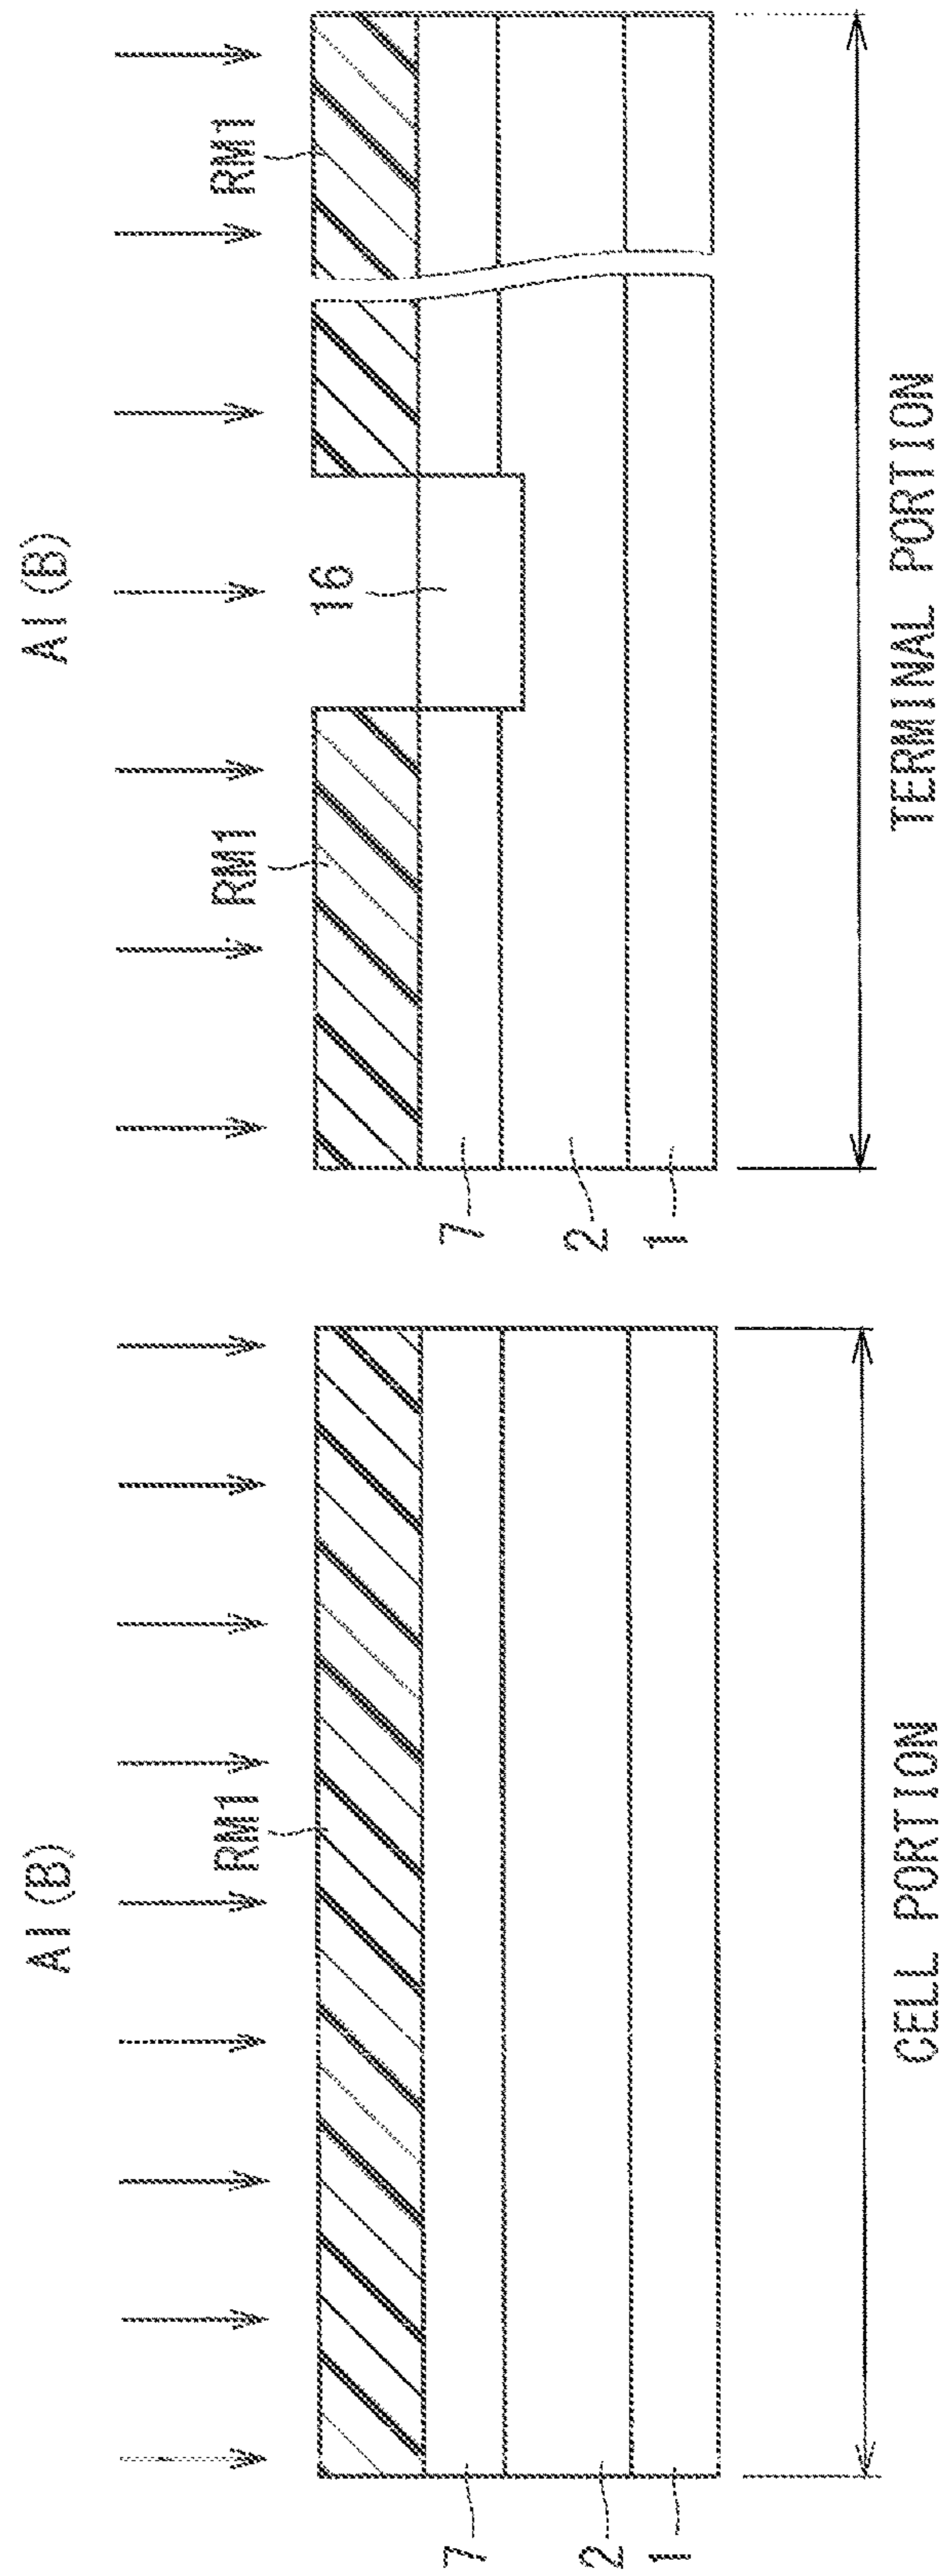 Al (B)
RM1
7
2
1
CELL PORTION
Al (B)
RM1
16
RM1
7
2
1
TERMINAL PORTION